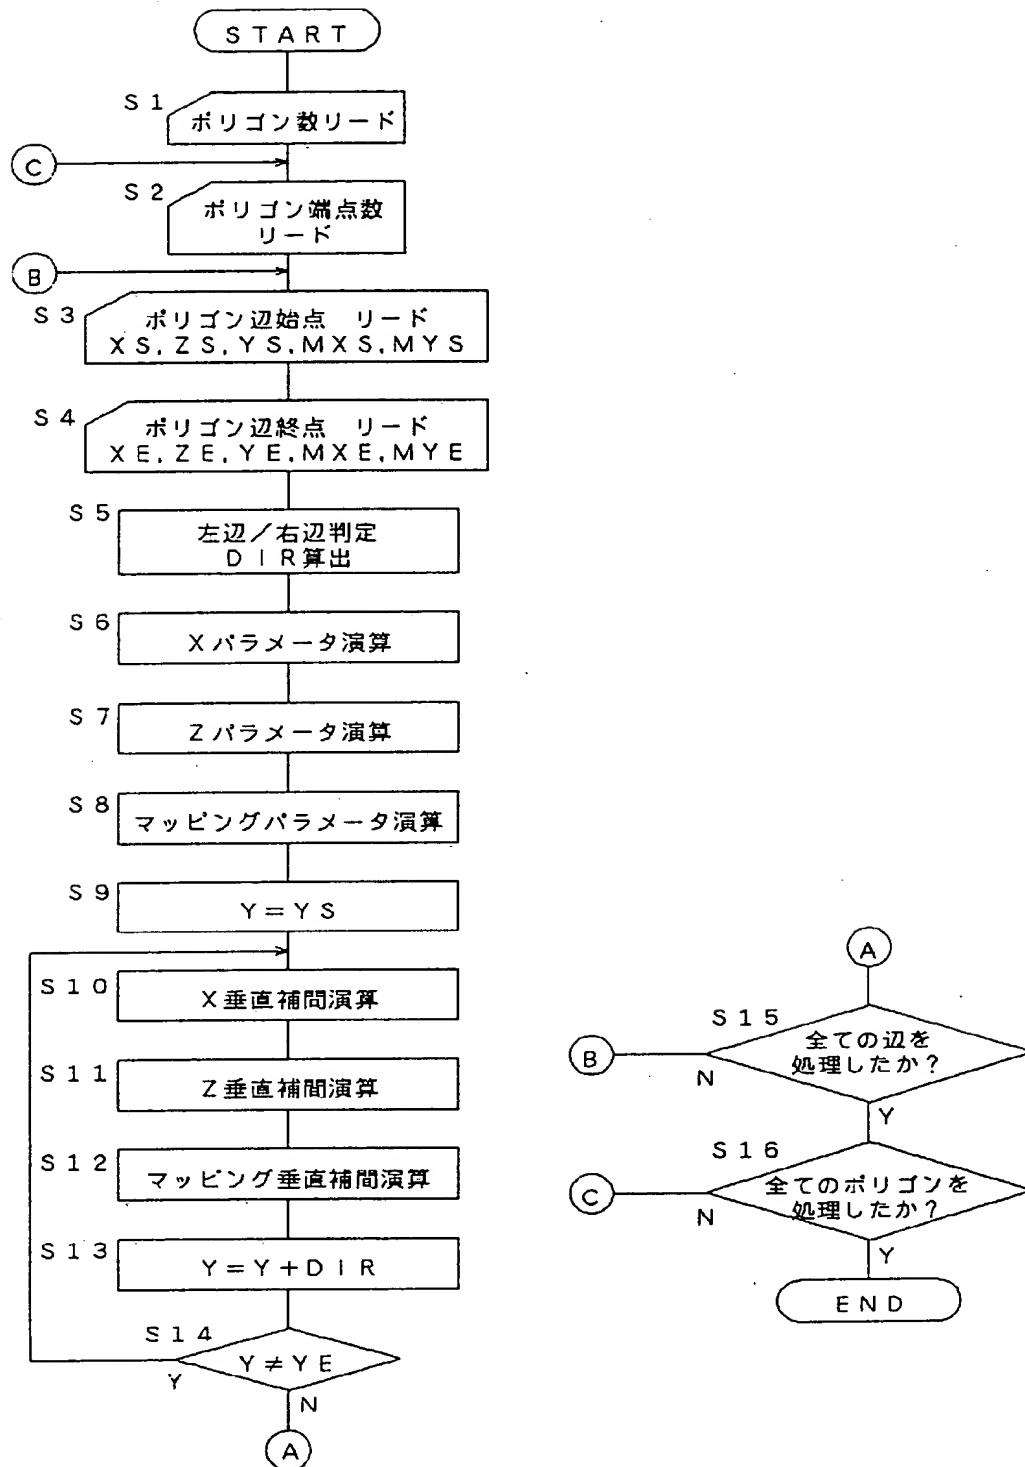 START
S1
ポリゴン数リード
C
S2
ポリゴン端点数
リード
B
S3
ポリゴン辺始点 リード
XS,ZS,YS,MXS,MYS
S4
ポリゴン辺終点 リード
XE,ZE,YE,MXE,MYE
S5
左辺/右辺判定
DIR算出
S6
Xパラメータ演算
S7
Zパラメータ演算
S8
マッピングパラメータ演算
S9
Y=YS
S10
X垂直補間演算
S11
Z垂直補間演算
S12
マッピング垂直補間演算
S13
Y=Y+DIR
S14
Y≠YE
Y
N
A
A
S15
全ての辺を
処理したか?
B
N
Y
S16
全てのポリゴンを
処理したか?
C
N
Y
END